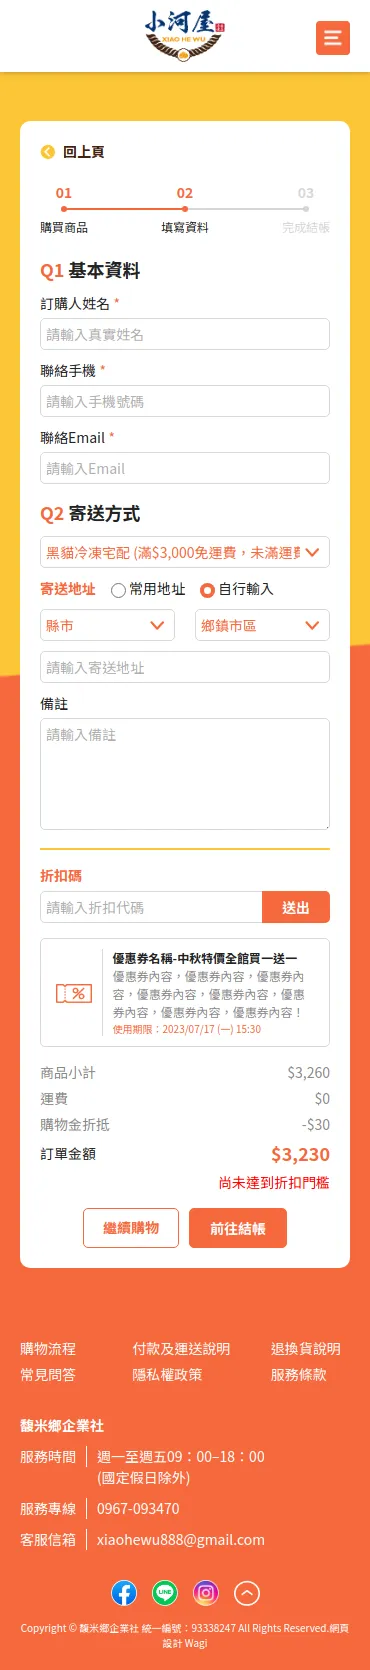 小河屋
XIAO HE WU
回上頁
01 02 03
購買商品 填寫資料 完成結帳
Q1 基本資料
訂購人姓名 *
請輸入真實姓名
聯絡手機 *
請輸入手機號碼
聯絡Email *
請輸入Email
Q2 寄送方式
黑貓冷凍宅配 (滿$3,000免運費，未滿運費
寄送地址 常用地址 自行輸入
縣市 鄉鎮市區
請輸入寄送地址
備註
請輸入備註
折扣碼
請輸入折扣代碼 送出
優惠券名稱-中秋特價全館買一送一
優惠券內容，優惠券內容，優惠券內
容，優惠券內容，優惠券內容，優惠
券內容，優惠券內容，優惠券內容！
使用期限：2023/07/17 (一) 15:30
商品小計 $3,260
運費 $0
購物金折抵 -$30
訂單金額 $3,230
尚未達到折扣門檻
繼續購物 前往結帳
購物流程 付款及運送說明 退換貨說明
常見問答 隱私權政策 服務條款
馥米鄉企業社
服務時間 週一至週五09：00–18：00
(國定假日除外)
服務專線 0967-093470
客服信箱 xiaohewu888@gmail.com
LINE
Copyright © 馥米鄉企業社 統一編號：93338247 All Rights Reserved.網頁
設計 Wagi